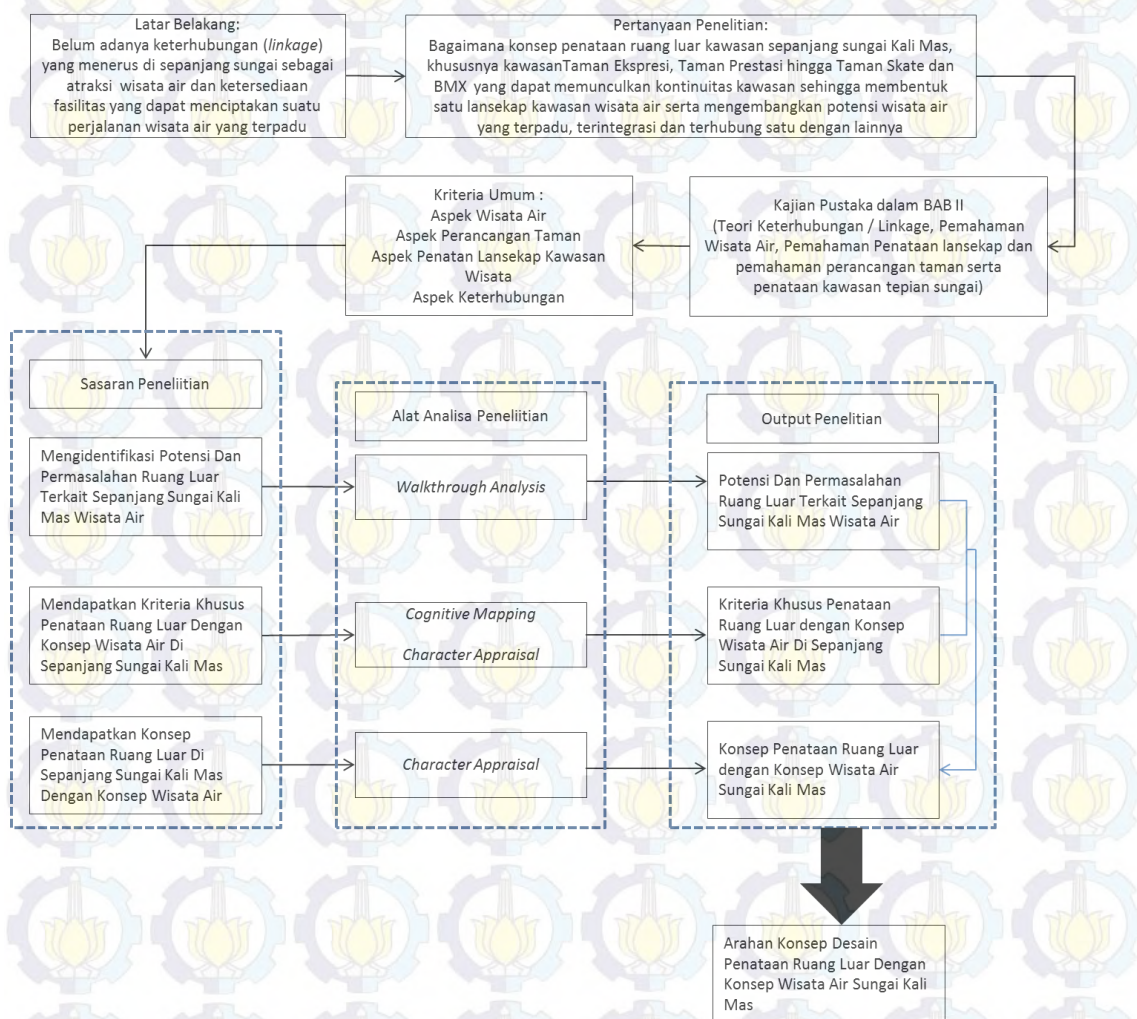 Latar Belakang:
Belum adanya keterhubungan (linkage)
yang menerus di sepanjang sungai sebagai
atraksi wisata air dan ketersediaan
fasilitas yang dapat menciptakan suatu
perjalanan wisata air yang terpadu
Pertanyaan Penelitian:
Bagaimana konsep penataan ruang luar kawasan sepanjang sungai Kali Mas,
khususnya kawasanTaman Ekspresi, Taman Prestasi hingga Taman Skate dan
BMX yang dapat memunculkan kontinuitas kawasan sehingga membentuk
satu lansekap kawasan wisata air serta mengembangkan potensi wisata air
yang terpadu, terintegrasi dan terhubung satu dengan lainnya
Kriteria Umum :
Aspek Wisata Air
Aspek Perancangan Taman
Aspek Penatan Lansekap Kawasan
Wisata
Aspek Keterhubungan
Kajian Pustaka dalam BAB II
(Teori Keterhubungan / Linkage, Pemahaman
Wisata Air, Pemahaman Penataan lansekap dan
pemahaman perancangan taman serta
penataan kawasan tepian sungai)
Sasaran Peneliitian
Alat Analisa Peneliitian
Output Penelitian
Mengidentifikasi Potensi Dan
Permasalahan Ruang Luar
Terkait Sepanjang Sungai Kali
Mas Wisata Air
Walkthrough Analysis
Potensi Dan Permasalahan
Ruang Luar Terkait Sepanjang
Sungai Kali Mas Wisata Air
Mendapatkan Kriteria Khusus
Penataan Ruang Luar Dengan
Konsep Wisata Air Di
Sepanjang Sungai Kali Mas
Cognitive Mapping
Character Appraisal
Kriteria Khusus Penataan
Ruang Luar dengan Konsep
Wisata Air Di Sepanjang
Sungai Kali Mas
Mendapatkan Konsep
Penataan Ruang Luar Di
Sepanjang Sungai Kali Mas
Dengan Konsep Wisata Air
Character Appraisal
Konsep Penataan Ruang Luar
dengan Konsep Wisata Air
Sungai Kali Mas
Arahan Konsep Desain
Penataan Ruang Luar Dengan
Konsep Wisata Air Sungai Kali
Mas